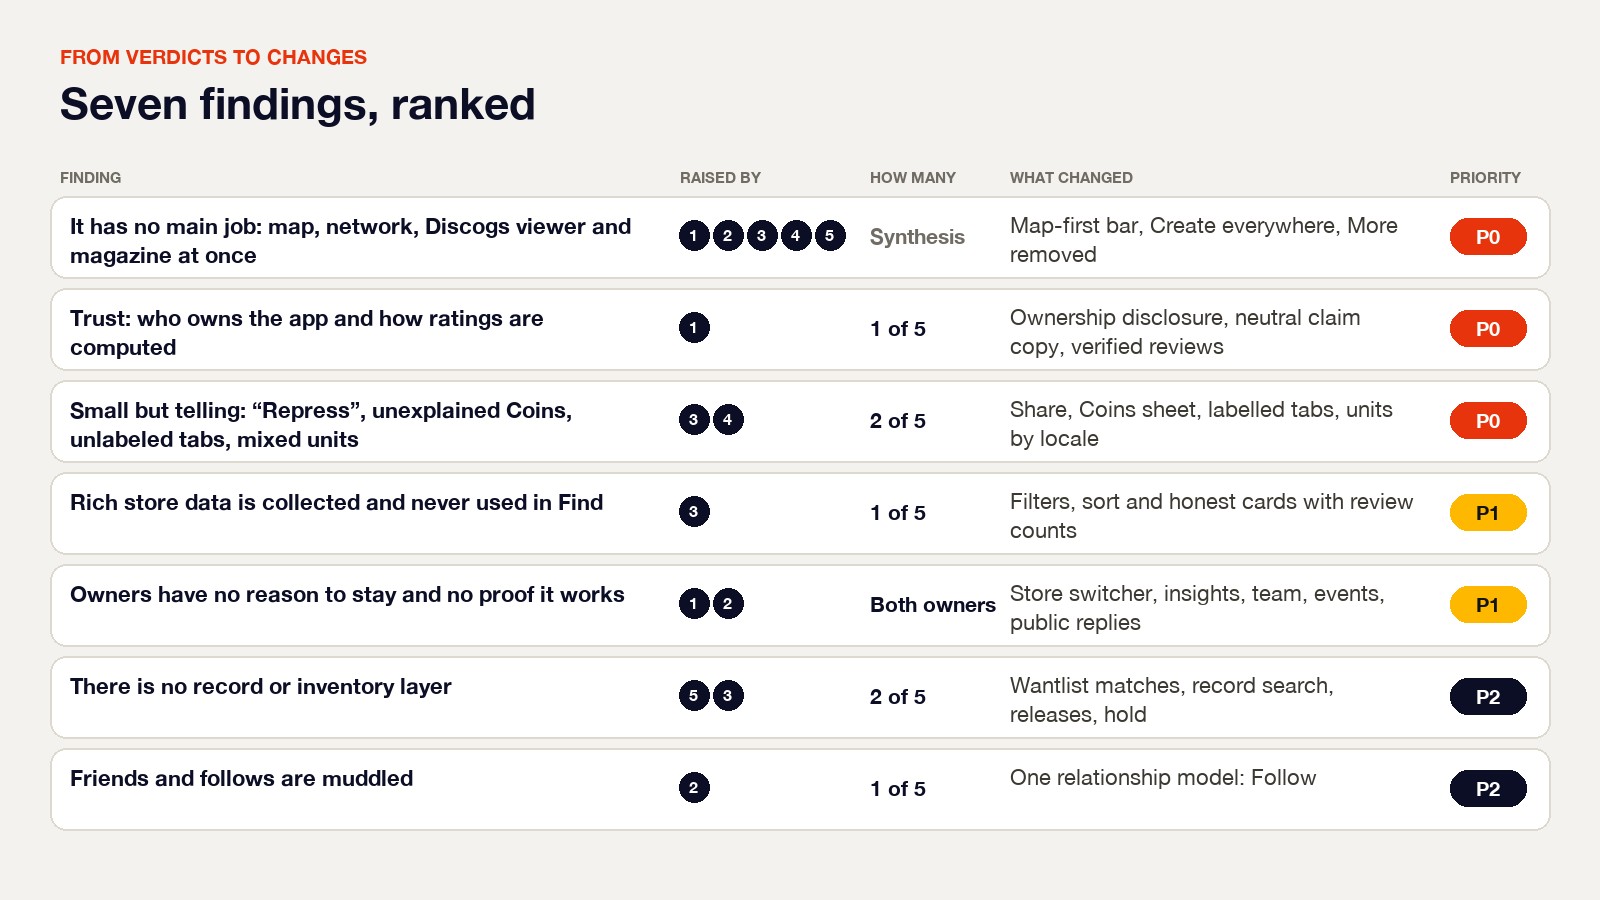 FROM VERDICTS TO CHANGES
Seven findings, ranked
FINDING RAISED BY HOW MANY WHAT CHANGED PRIORITY
It has no main job: map, network, Discogs viewer and
magazine at once
1 2 3 4 5
Synthesis
Map-first bar, Create everywhere, More
removed
P0
Trust: who owns the app and how ratings are
computed
1
1 of 5
Ownership disclosure, neutral claim
copy, verified reviews
P0
Small but telling: “Repress”, unexplained Coins,
unlabeled tabs, mixed units
3 4
2 of 5
Share, Coins sheet, labelled tabs, units
by locale
P0
Rich store data is collected and never used in Find
3
1 of 5
Filters, sort and honest cards with review
counts
P1
Owners have no reason to stay and no proof it works
1 2
Both owners
Store switcher, insights, team, events,
public replies
P1
There is no record or inventory layer
5 3
2 of 5
Wantlist matches, record search,
releases, hold
P2
Friends and follows are muddled
2
1 of 5
One relationship model: Follow
P2